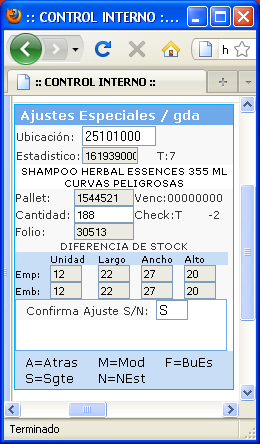 :: CONTROL INTERNO ::...
h
:: CONTROL INTERNO ::
Ajustes Especiales / gda
Ubicación: 25101000
Estadistico: 161939000 T:7
SHAMPOO HERBAL ESSENCES 355 ML
CURVAS PELIGROSAS
Pallet: 1544521 Venc:00000000
Cantidad: 188 Check:T -2
Folio: 30513
DIFERENCIA DE STOCK
Unidad Largo Ancho Alto
Emp: 12 22 27 20
Emb: 12 22 27 20
Confirma Ajuste S/N: S
A=Atras M=Mod F=BuEs
S=Sgte N=NEst
Terminado